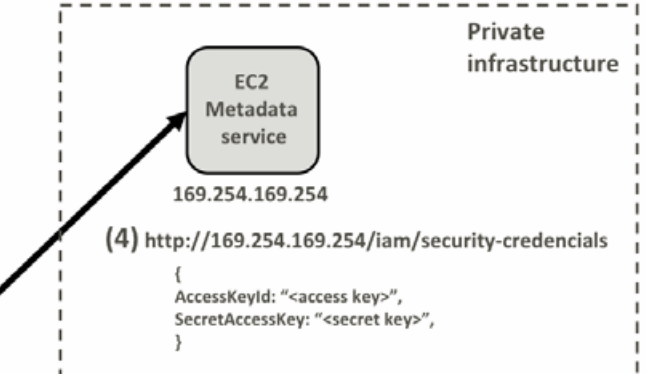 Private
infrastructure
EC2
Metadata
service
169.254.169.254
(4) http://169.254.169.254/iam/security-credencials
{
AccessKeyId: “<access key>”,
SecretAccessKey: “<secret key>”,
}